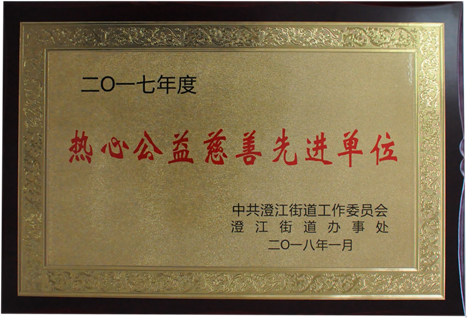 二〇一七年度
热心公益慈善先进单位
中共澄江街道工作委员会
澄江街道办事处
二〇一八年一月